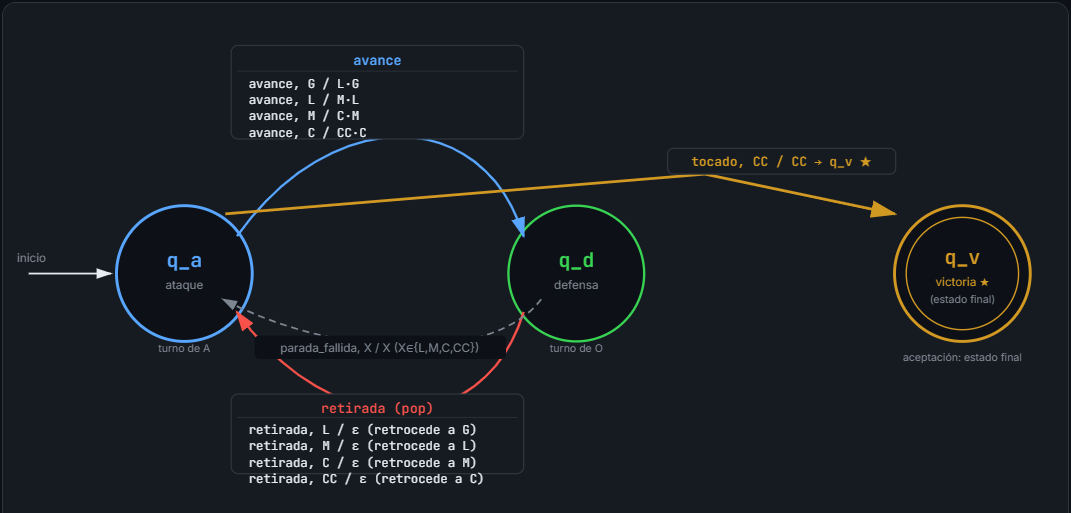 avance
avance, G / L·G
avance, L / M·L
avance, M / C·M
avance, C / CC·C
tocado, CC / CC → q_v ★
inicio
q_a
ataque
turno de A
q_d
defensa
turno de O
q_v
victoria ★
(estado final)
aceptación: estado final
parada_fallida, X / X (X∈{L,M,C,CC})
retirada (pop)
retirada, L / ε (retrocede a G)
retirada, M / ε (retrocede a L)
retirada, C / ε (retrocede a M)
retirada, CC / ε (retrocede a C)